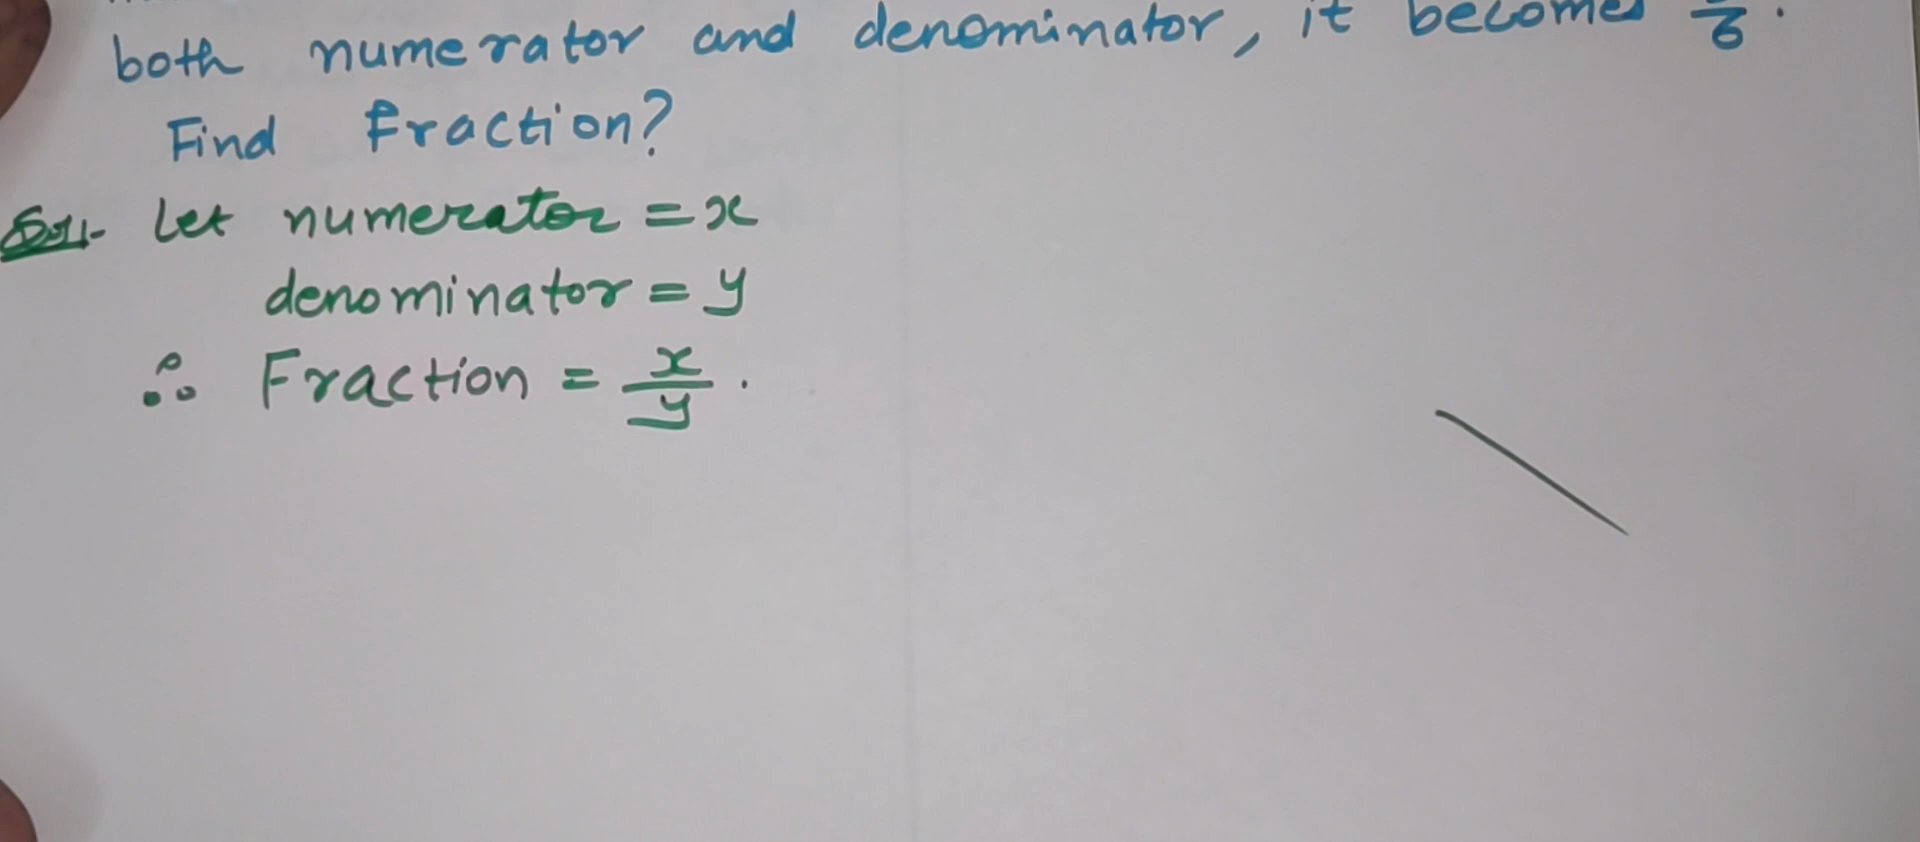 both numerator and denominator, it becomes
Find Fraction?
Sol- Let numerator = x
denominator = y
∴ Fraction = x/y.